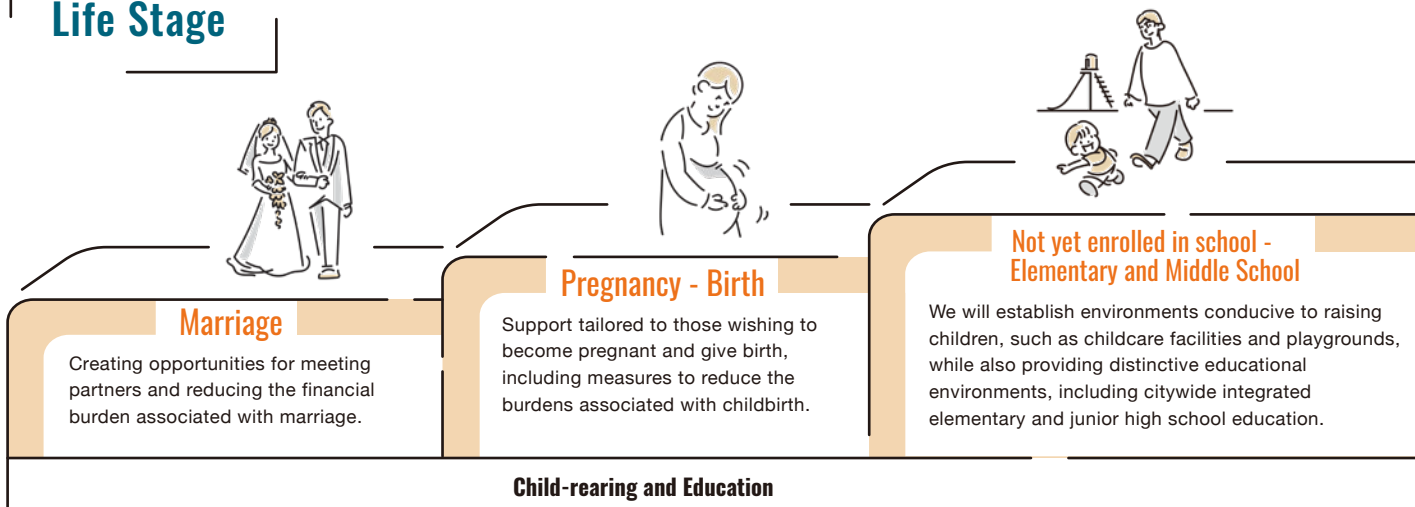 Life Stage
Marriage
Creating opportunities for meeting
partners and reducing the financial
burden associated with marriage.
Pregnancy - Birth
Support tailored to those wishing to
become pregnant and give birth,
including measures to reduce the
burdens associated with childbirth.
Not yet enrolled in school -
Elementary and Middle School
We will establish environments conducive to raising
children, such as childcare facilities and playgrounds,
while also providing distinctive educational
environments, including citywide integrated
elementary and junior high school education.
Child-rearing and Education